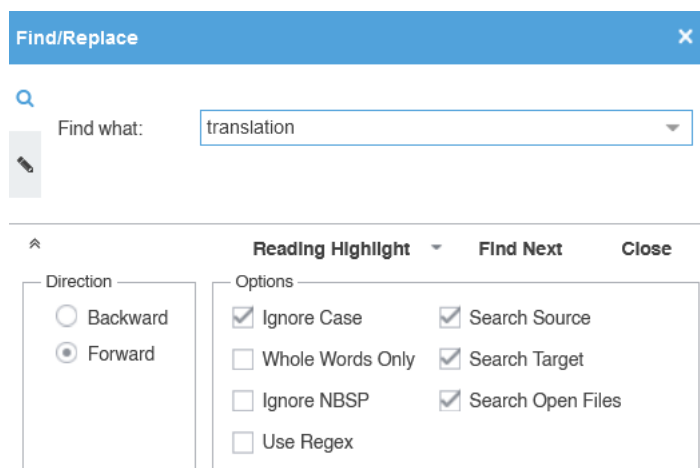 Find/Replace
Find what: translation
Reading Highlight Find Next Close
Direction Options
Backward Ignore Case Search Source
Forward Whole Words Only Search Target
Ignore NBSP Search Open Files
Use Regex